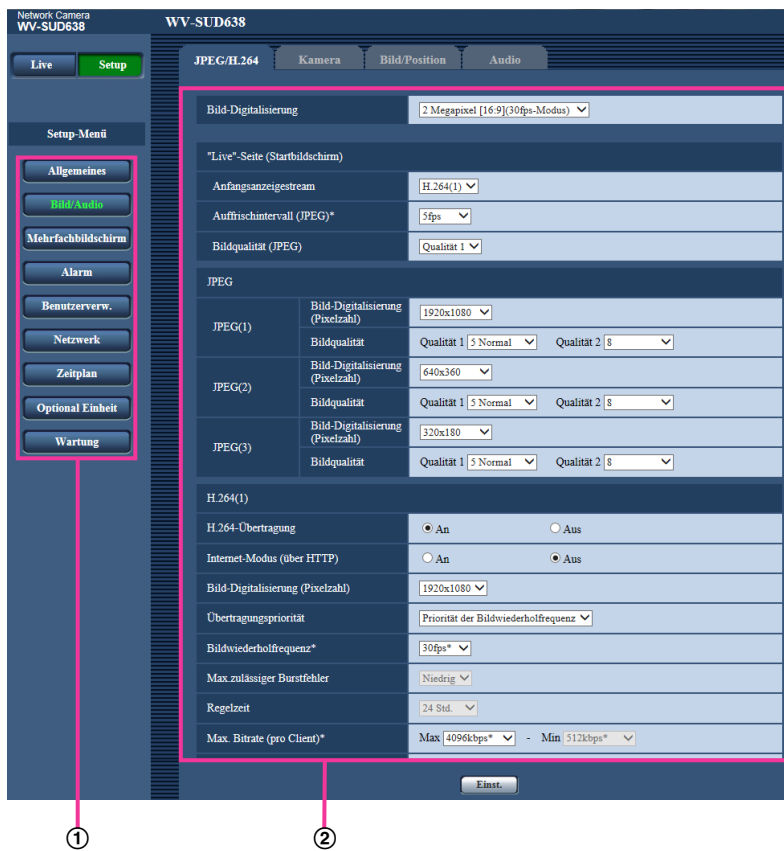 Network Camera
WV-SUD638
WV-SUD638
Live Setup
JPEG/H.264 Kamera Bild/Position Audio
Setup-Menü
Allgemeines
Bild/Audio
Mehrfachbildschirm
Alarm
Benutzerverw.
Netzwerk
Zeitplan
Optional Einheit
Wartung
Bild-Digitalisierung 2 Megapixel [16:9](30fps-Modus)
"Live"-Seite (Startbildschirm)
Anfangsanzeigestream H.264(1)
Auffrischintervall (JPEG)* 5fps
Bildqualität (JPEG) Qualität 1
JPEG
JPEG(1)
Bild-Digitalisierung (Pixelzahl) 1920x1080
Bildqualität Qualität 1 5 Normal Qualität 2 8
JPEG(2)
Bild-Digitalisierung (Pixelzahl) 640x360
Bildqualität Qualität 1 5 Normal Qualität 2 8
JPEG(3)
Bild-Digitalisierung (Pixelzahl) 320x180
Bildqualität Qualität 1 5 Normal Qualität 2 8
H.264(1)
H.264-Übertragung An Aus
Internet-Modus (über HTTP) An Aus
Bild-Digitalisierung (Pixelzahl) 1920x1080
Übertragungspriorität Priorität der Bildwiederholfrequenz
Bildwiederholfrequenz* 30fps*
Max.zulässiger Burstfehler Niedrig
Regelzeit 24 Std.
Max. Bitrate (pro Client)* Max 4096kbps* - Min 512kbps*
Einst.
① ②